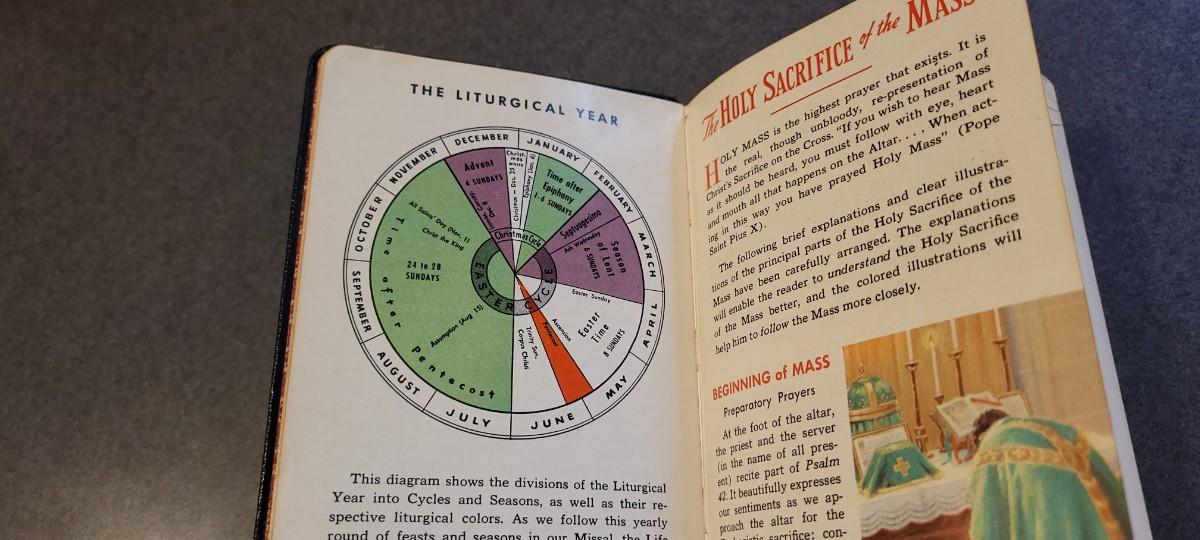 THE LITURGICAL YEAR
DECEMBER
JANUARY
FEBRUARY
MARCH
APRIL
MAY
JUNE
JULY
AUGUST
SEPTEMBER
OCTOBER
NOVEMBER
Advent
4 SUNDAYS
Christmas – Dec. 25
Epiphany (Jan. 6)
Time after
Epiphany
1-6 SUNDAYS
Septuagesima
Ash Wednesday
Season
of Lent
6 SUNDAYS
Easter Sunday
Easter
Time
8 SUNDAYS
Ascension
Pentecost
Trinity Sun.
Corpus Christi
Time after Pentecost
All Saints' Day (Nov. 1)
Christ the King
24 to 28
SUNDAYS
Assumption (Aug. 15)
Christmas Cycle
EASTER CYCLE
This diagram shows the divisions of the Liturgical
Year into Cycles and Seasons, as well as their re-
spective liturgical colors. As we follow this yearly
round of feasts and seasons in our Missal, the Life
The HOLY SACRIFICE of the MASS
HOLY MASS is the highest prayer that exists. It is
the real, though unbloody, re-presentation of
Christ's Sacrifice on the Cross. "If you wish to hear Mass
as it should be heard, you must follow with eye, heart
and mouth all that happens on the Altar. . . . When act-
ing in this way you have prayed Holy Mass" (Pope
Saint Pius X).
The following brief explanations and clear illustra-
tions of the principal parts of the Holy Sacrifice of the
Mass have been carefully arranged. The explanations
will enable the reader to understand the Holy Sacrifice
of the Mass better, and the colored illustrations will
help him to follow the Mass more closely.
BEGINNING of MASS
Preparatory Prayers
At the foot of the altar,
the priest and the server
(in the name of all pres-
ent) recite part of Psalm
42. It beautifully expresses
our sentiments as we ap-
proach the altar for the
sacrifice; con-